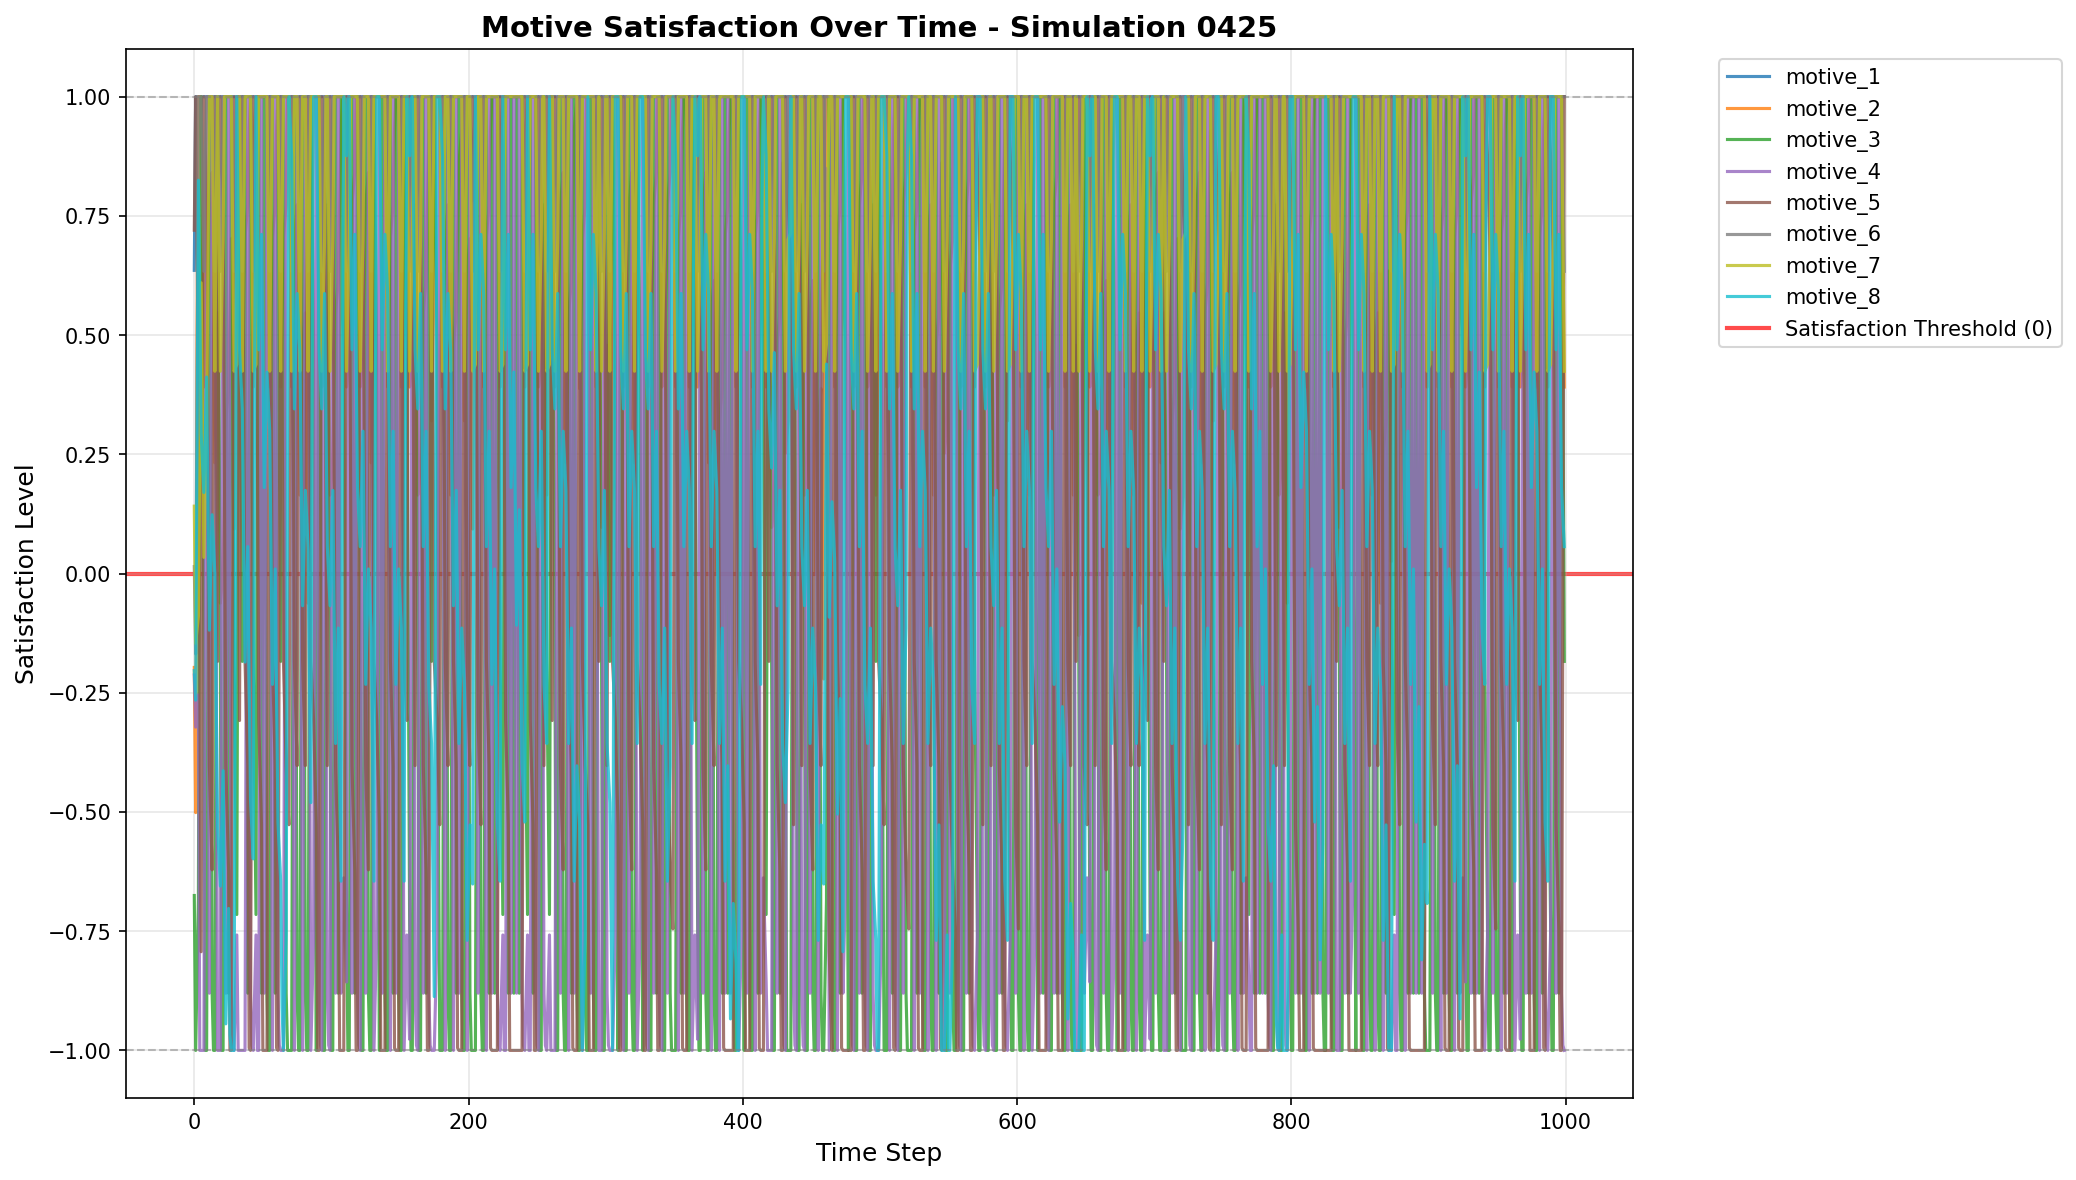 Motive Satisfaction Over Time - Simulation 0425
1.00
0.75
0.50
0.25
0.00
−0.25
−0.50
−0.75
−1.00
Satisfaction Level
0
200
400
600
800
1000
Time Step
motive_1
motive_2
motive_3
motive_4
motive_5
motive_6
motive_7
motive_8
Satisfaction Threshold (0)